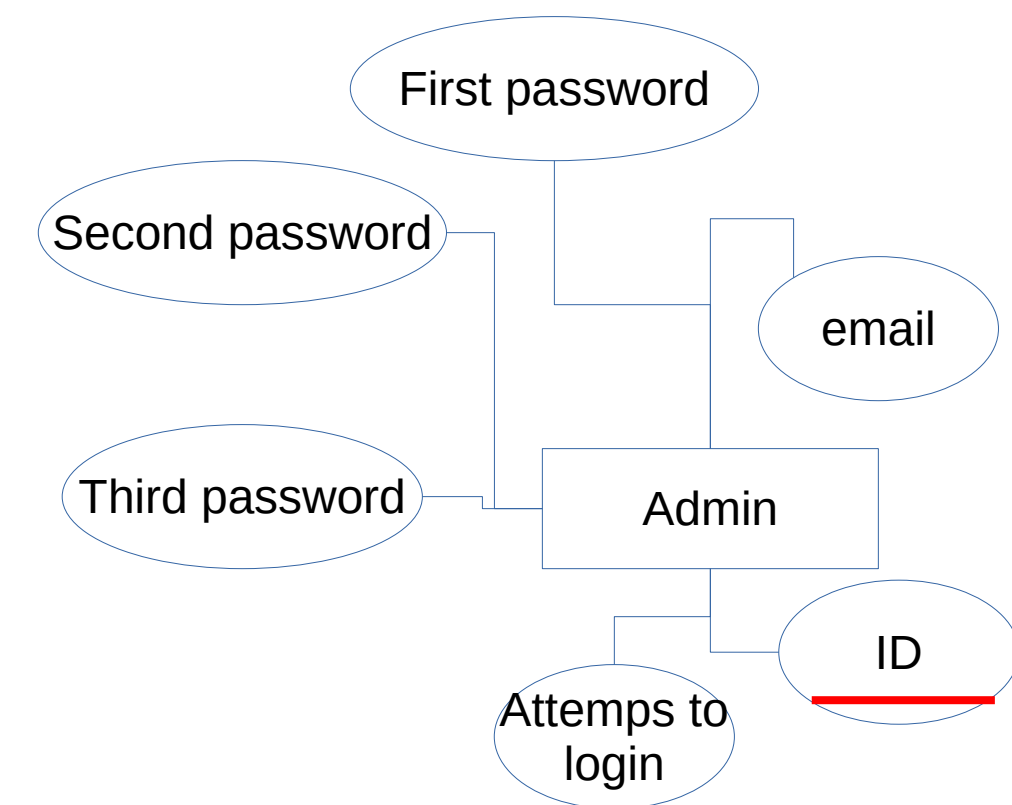 First password
Second password
email
Third password
Admin
ID
Attemps to
login